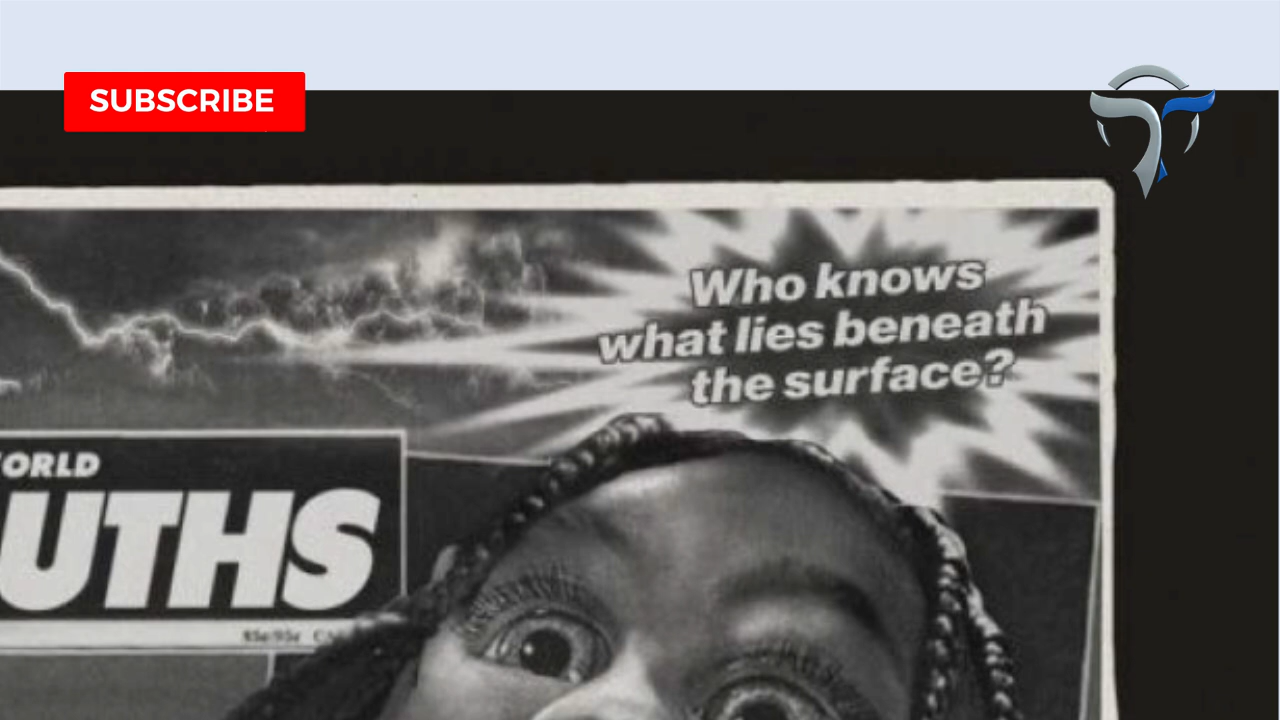 SUBSCRIBE
Who knows
what lies beneath
the surface?
ORLD
UTHS